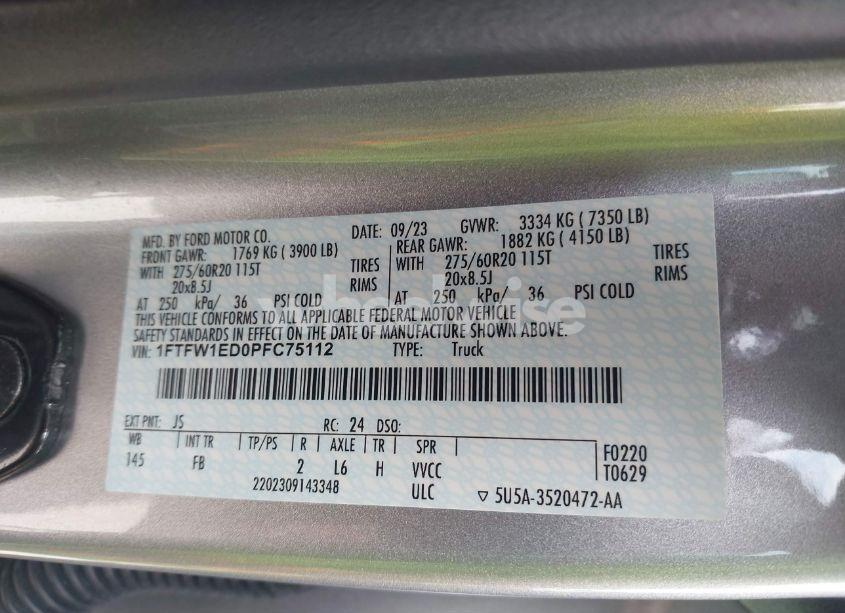 MFD. BY FORD MOTOR CO. DATE: 09/23 GVWR: 3334 KG ( 7350 LB)
FRONT GAWR: 1769 KG ( 3900 LB) REAR GAWR: 1882 KG ( 4150 LB)
WITH 275/60R20 115T TIRES WITH 275/60R20 115T TIRES
20x8.5J RIMS 20x8.5J RIMS
AT 250 kPa/ 36 PSI COLD AT 250 kPa/ 36 PSI COLD
THIS VEHICLE CONFORMS TO ALL APPLICABLE FEDERAL MOTOR VEHICLE
SAFETY STANDARDS IN EFFECT ON THE DATE OF MANUFACTURE SHOWN ABOVE.
VIN: 1FTFW1ED0PFC75112 TYPE: Truck
EXT PNT: JS RC: 24 DSO:
WB INT TR TP/PS R AXLE TR SPR F0220
145 FB 2 L6 H VVCC T0629
2202309143348 ULC ▽ 5U5A-3520472-AA